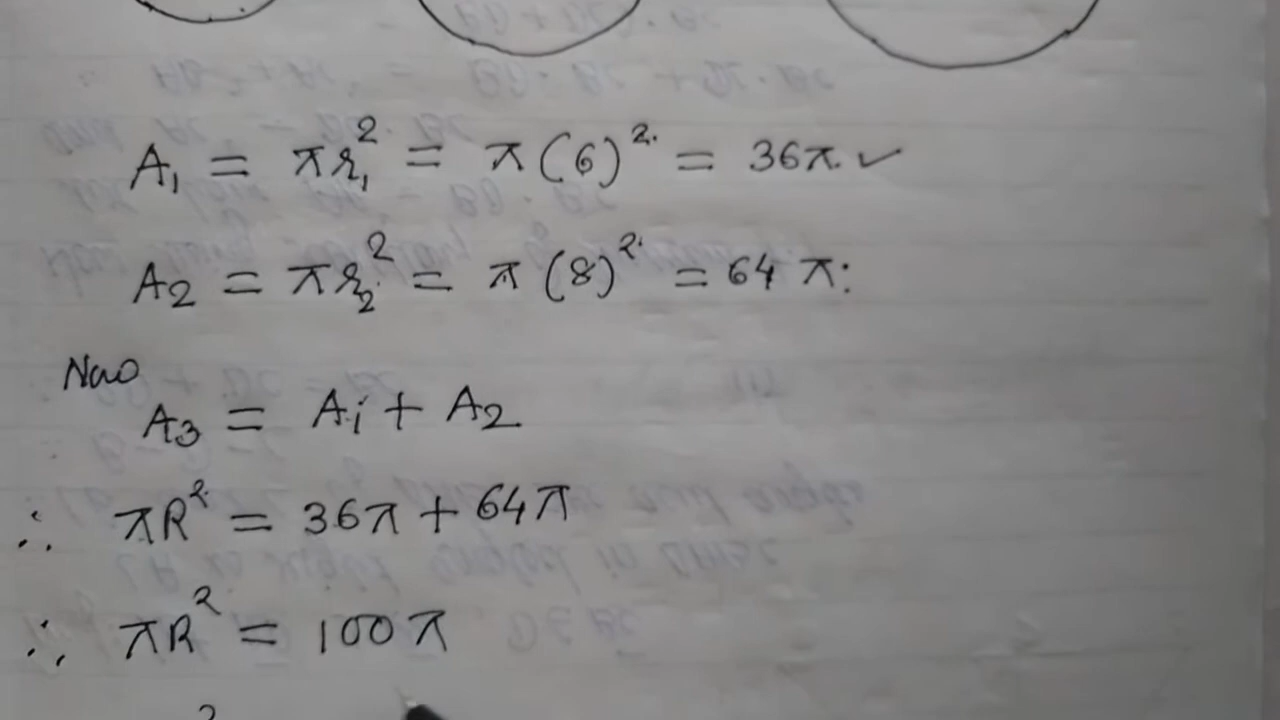 A₁ = πr₁² = π(6)² = 36π ✓
A₂ = πr₂² = π(8)² = 64π:
Now
A₃ = A₁ + A₂
∴ πR² = 36π + 64π
∴ πR² = 100π
2